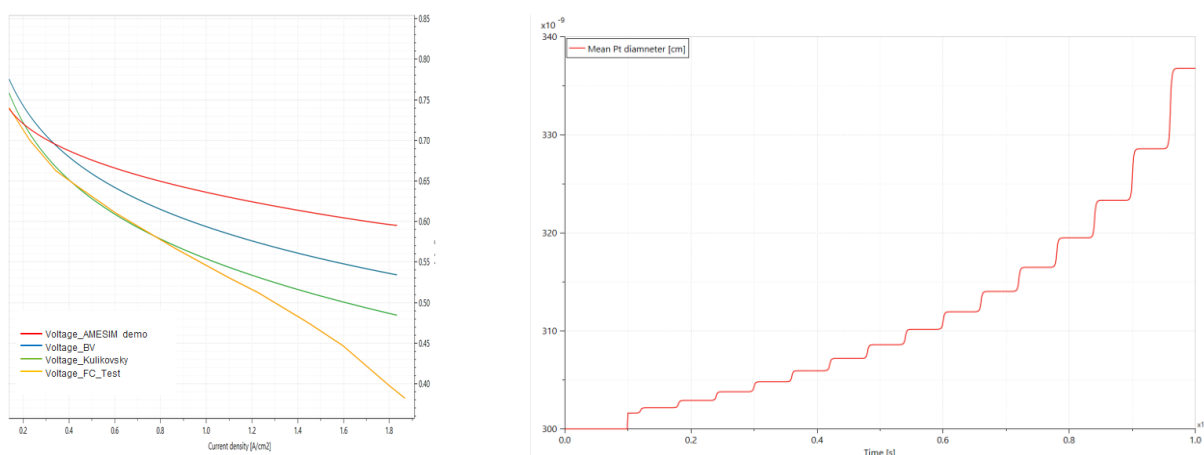 0.85
0.80
0.75
0.70
0.65
0.60
0.55
0.50
0.45
0.40
0.2 0.4 0.6 0.8 1.0 1.2 1.4 1.6 1.8
Current density [A/cm2]
Voltage_AMESIM demo
Voltage_BV
Voltage_Kulikovsky
Voltage_FC_Test
x10 -9
340
330
320
310
300
Mean Pt diamneter [cm]
0.0 0.2 0.4 0.6 0.8 1.0
Time [s]